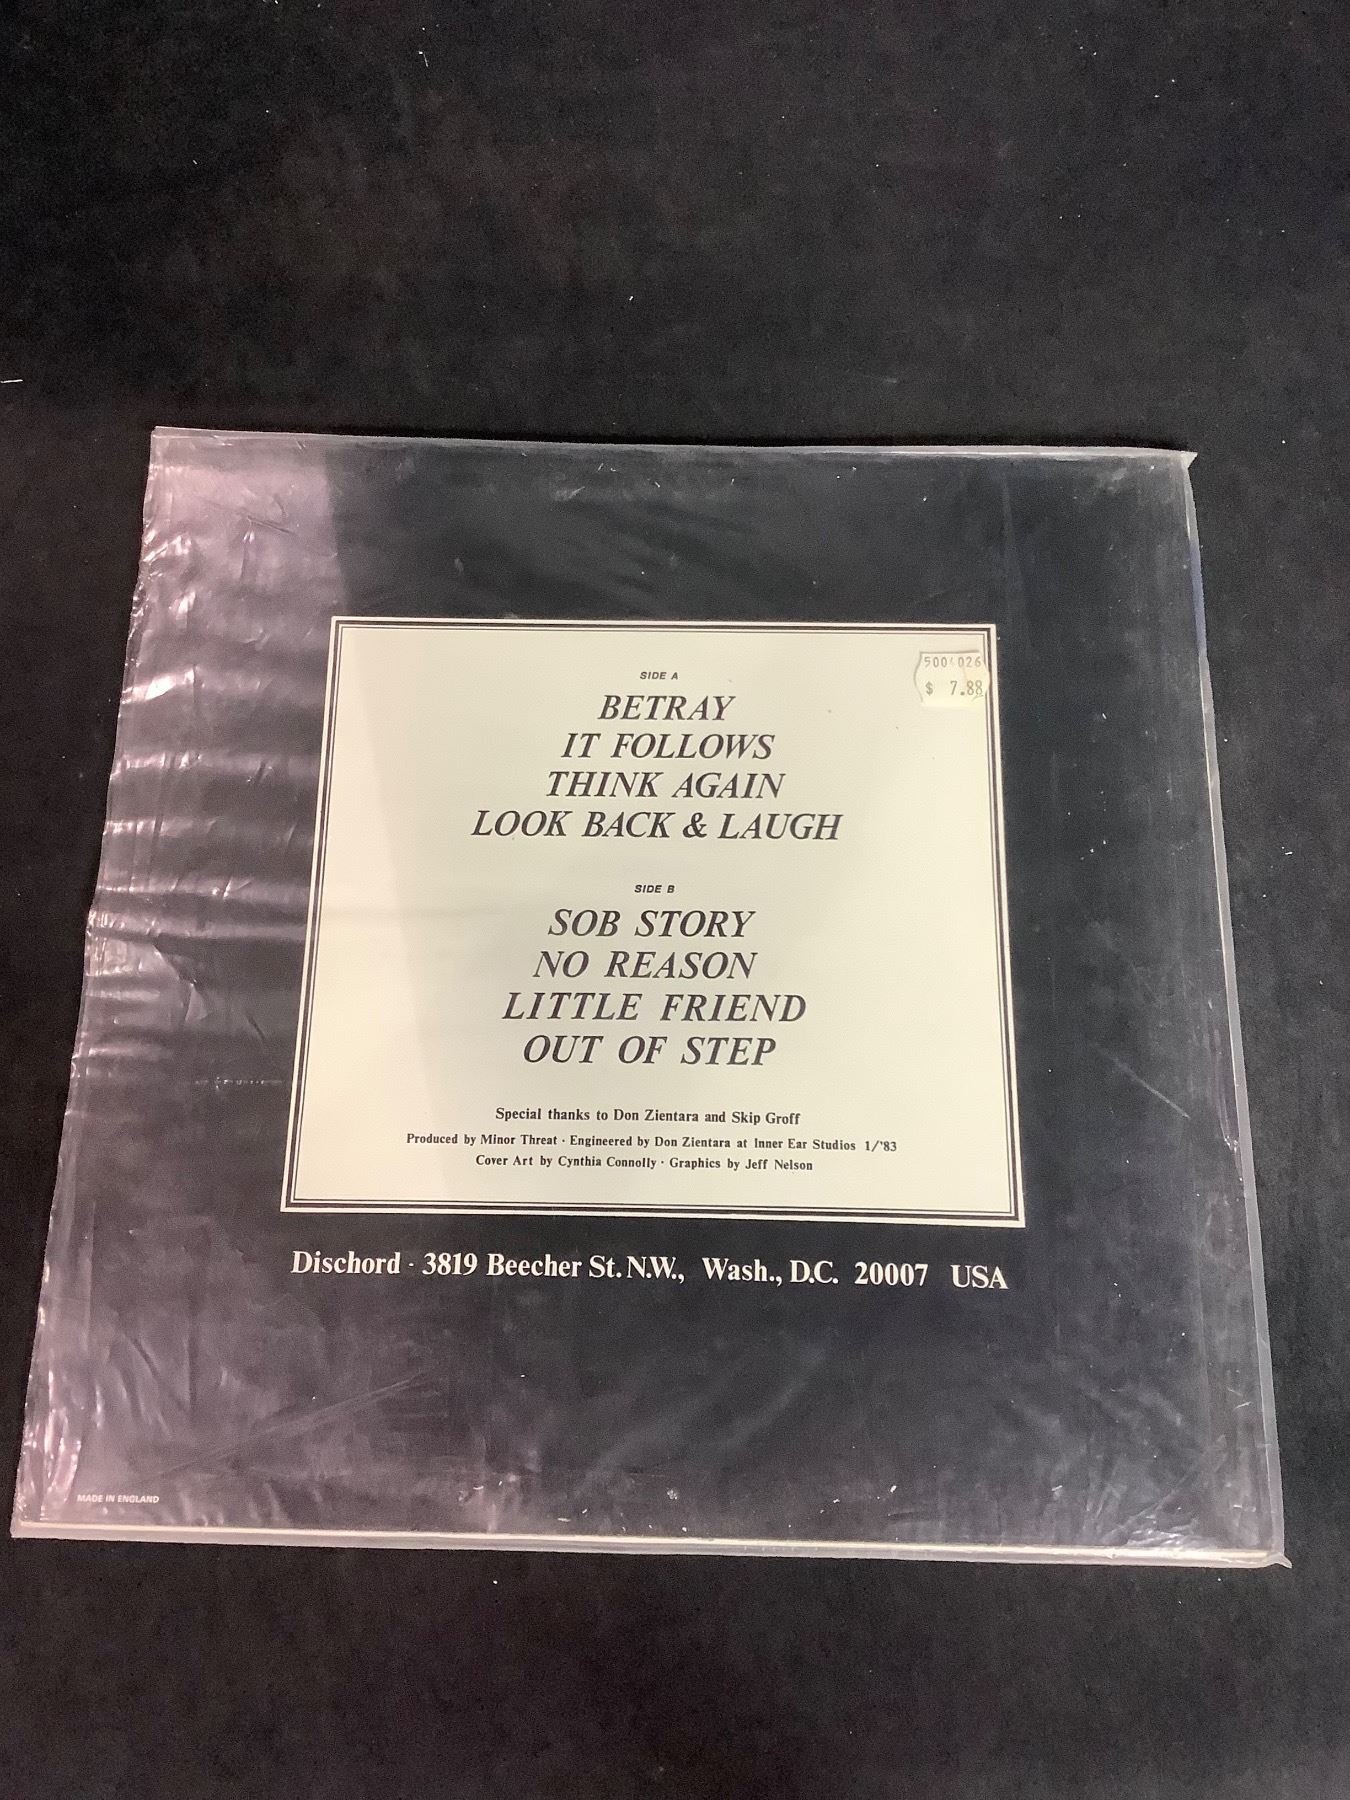 SIDE A
BETRAY
IT FOLLOWS
THINK AGAIN
LOOK BACK & LAUGH
SIDE B
SOB STORY
NO REASON
LITTLE FRIEND
OUT OF STEP
Special thanks to Don Zientara and Skip Groff
Produced by Minor Threat · Engineered by Don Zientara at Inner Ear Studios 1/'83
Cover Art by Cynthia Connolly · Graphics by Jeff Nelson
$ 7.88
Dischord · 3819 Beecher St. N.W., Wash., D.C. 20007 USA
MADE IN ENGLAND